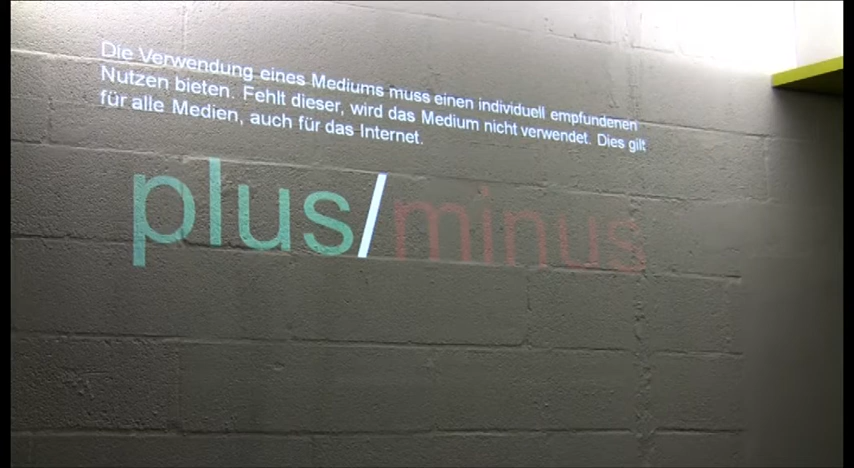 Die Verwendung eines Mediums muss einen individuell empfundenen
Nutzen bieten. Fehlt dieser, wird das Medium nicht verwendet. Dies gilt
für alle Medien, auch für das Internet.
plus/minus